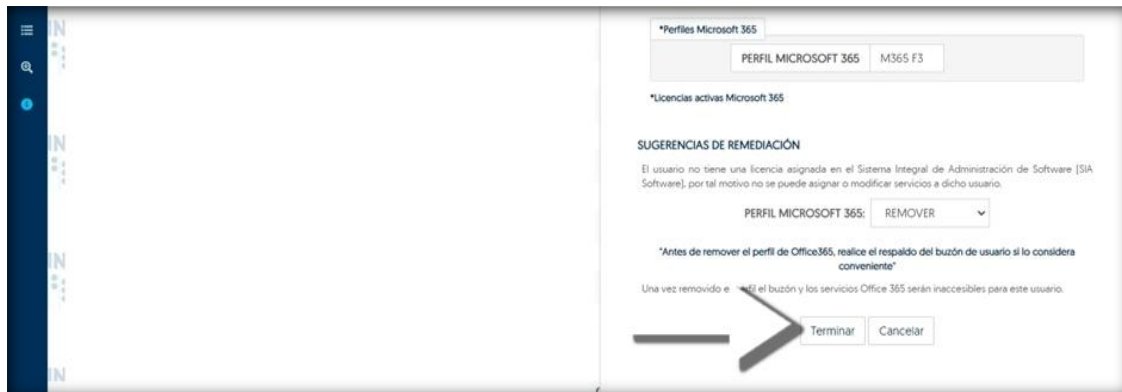 *Perfiles Microsoft 365
PERFIL MICROSOFT 365 M365 F3
*Licencias activas Microsoft 365
SUGERENCIAS DE REMEDIACIÓN
El usuario no tiene una licencia asignada en el Sistema Integral de Administración de Software [SIA
Software], por tal motivo no se puede asignar o modificar servicios a dicho usuario.
PERFIL MICROSOFT 365: REMOVER
"Antes de remover el perfil de Office365, realice el respaldo del buzón de usuario si lo considera
conveniente"
Una vez removido el buzón y los servicios Office 365 serán inaccesibles para este usuario.
Terminar Cancelar
IN
IN
IN
IN